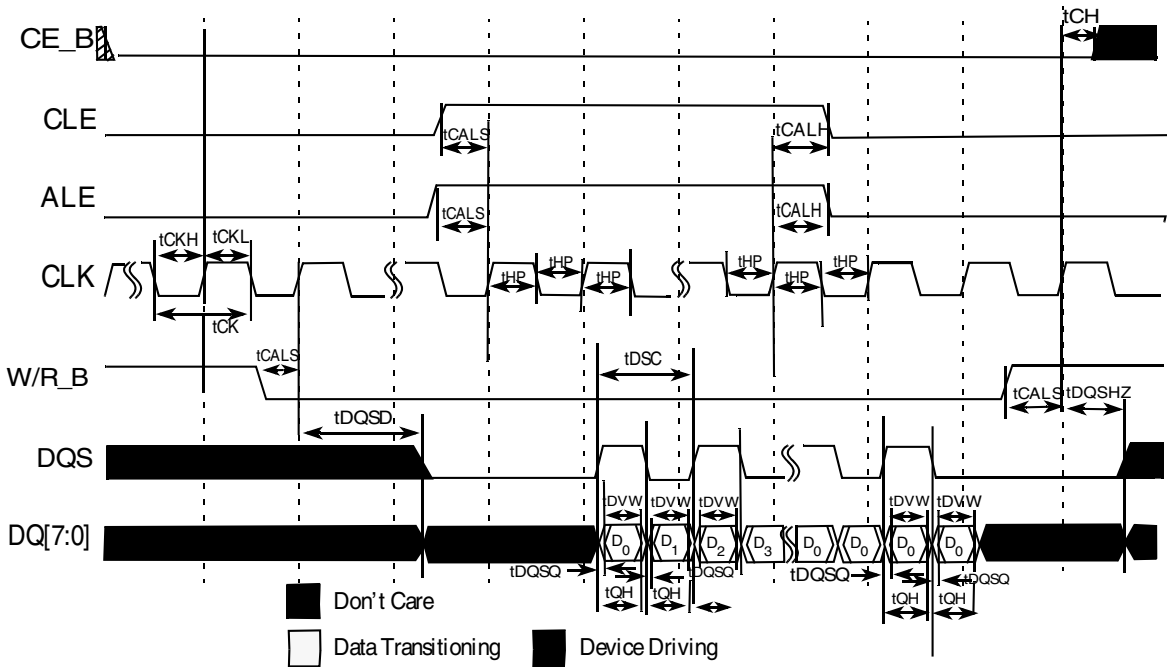 tCH
CE_B
CLE
tCALS
tCALH
ALE
tCALS
tCALH
tCKH
tCKL
CLK
tHP
tHP
tHP
tHP
tHP
tHP
tCK
tCALS
tDSC
W/R_B
tCALS
tDQSHZ
tDQSD
DQS
tDVW
tDVW
tDVW
tDVW
tDVW
DQ[7:0]
D0
D1
D2
D3
D0
D0
D0
D0
tDQSQ
tDQSQ
tDQSQ
tDQSQ
tQH
tQH
tQH
tQH
Don't Care
Data Transitioning
Device Driving